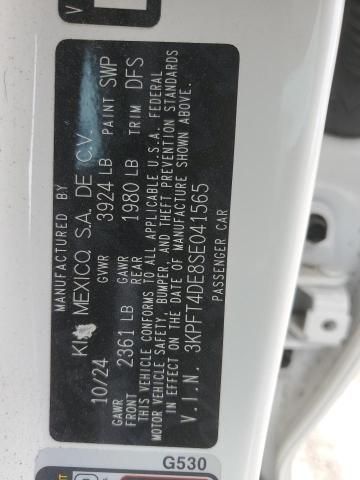 MANUFACTURED BY
KIA MEXICO, S.A. DE C.V.
10/24 GVWR 3924 LB PAINT SWP
GAWR FRONT 2361 LB GAWR REAR 1980 LB TRIM DFS
THIS VEHICLE CONFORMS TO ALL APPLICABLE U.S.A. FEDERAL
MOTOR VEHICLE SAFETY, BUMPER, AND THEFT PREVENTION STANDARDS
IN EFFECT ON THE DATE OF MANUFACTURE SHOWN ABOVE.
V.I.N. 3KPFT4DE8SE041565
PASSENGER CAR
G530